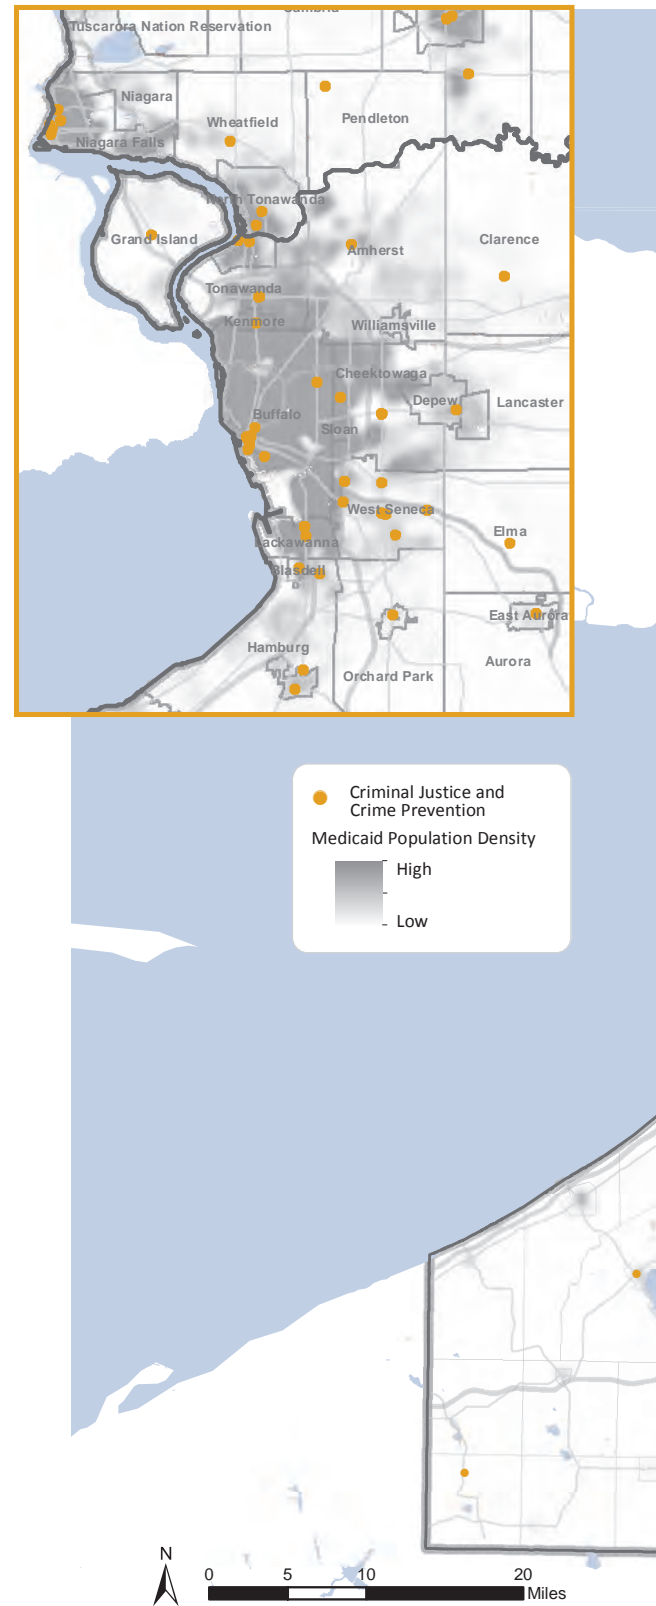 Cambria
Tuscarora Nation Reservation
Niagara
Wheatfield
Pendleton
Niagara Falls
North Tonawanda
Grand Island
Amherst
Clarence
Tonawanda
Kenmore
Williamsville
Cheektowaga
Depew
Lancaster
Buffalo
Sloan
West Seneca
Elma
Lackawanna
Blasdell
East Aurora
Hamburg
Orchard Park
Aurora
Criminal Justice and
Crime Prevention
Medicaid Population Density
High
Low
N
0 5 10 20
Miles